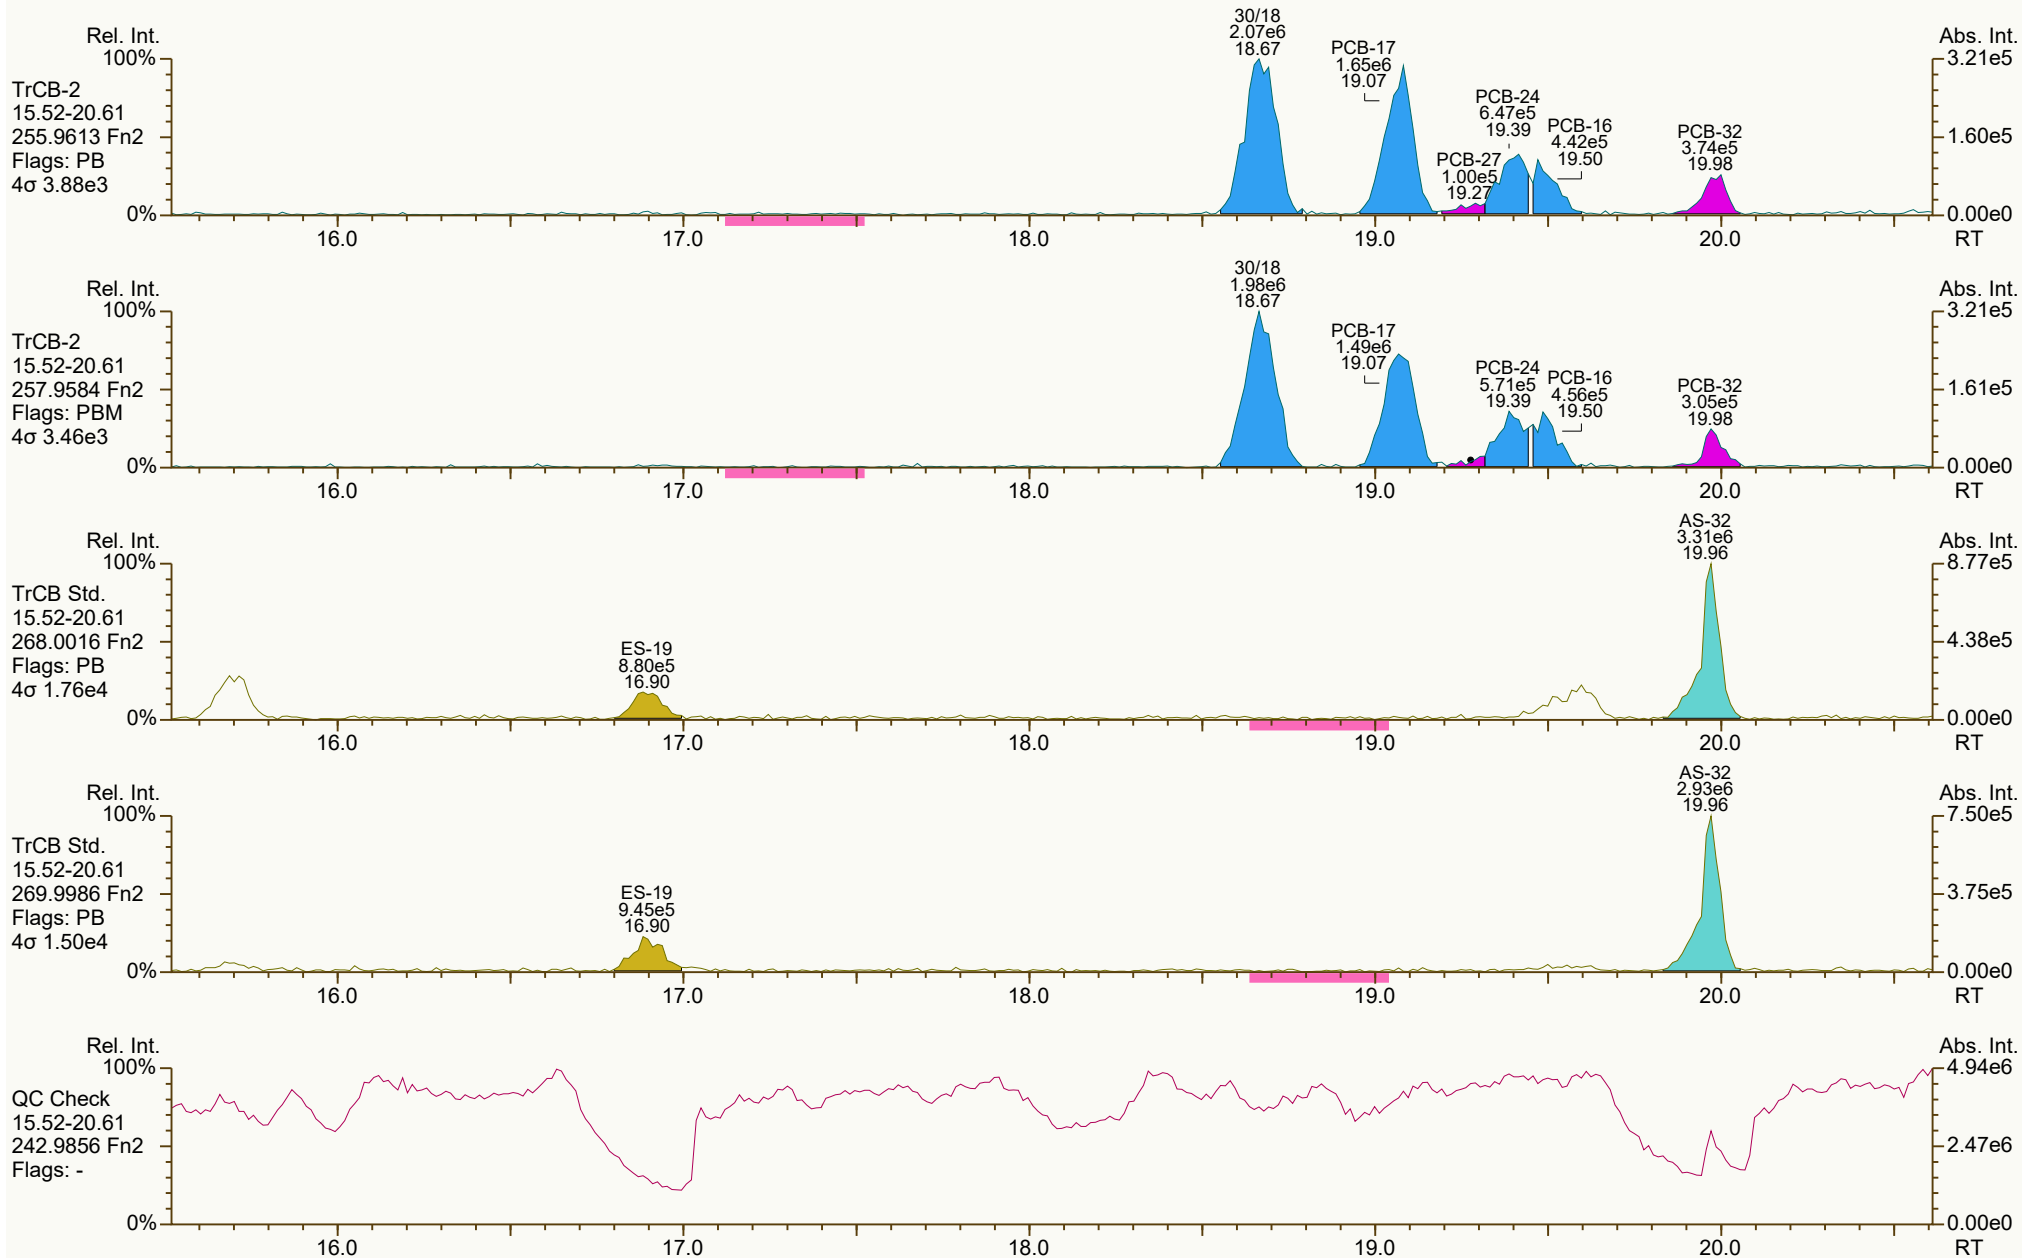 Rel. Int.
100%
0%
TrCB-2
15.52-20.61
255.9613 Fn2
Flags: PB
4σ 3.88e3
30/18
2.07e6
18.67
PCB-17
1.65e6
19.07
PCB-27
1.00e5
19.27
PCB-24
6.47e5
19.39
PCB-16
4.42e5
19.50
PCB-32
3.74e5
19.98
Abs. Int.
3.21e5
1.60e5
0.00e0
16.0 17.0 18.0 19.0 20.0 RT
Rel. Int.
100%
0%
TrCB-2
15.52-20.61
257.9584 Fn2
Flags: PBM
4σ 3.46e3
30/18
1.98e6
18.67
PCB-17
1.49e6
19.07
PCB-24
5.71e5
19.39
PCB-16
4.56e5
19.50
PCB-32
3.05e5
19.98
Abs. Int.
3.21e5
1.61e5
0.00e0
16.0 17.0 18.0 19.0 20.0 RT
Rel. Int.
100%
0%
TrCB Std.
15.52-20.61
268.0016 Fn2
Flags: PB
4σ 1.76e4
ES-19
8.80e5
16.90
AS-32
3.31e6
19.96
Abs. Int.
8.77e5
4.38e5
0.00e0
16.0 17.0 18.0 19.0 20.0 RT
Rel. Int.
100%
0%
TrCB Std.
15.52-20.61
269.9986 Fn2
Flags: PB
4σ 1.50e4
ES-19
9.45e5
16.90
AS-32
2.93e6
19.96
Abs. Int.
7.50e5
3.75e5
0.00e0
16.0 17.0 18.0 19.0 20.0 RT
Rel. Int.
100%
0%
QC Check
15.52-20.61
242.9856 Fn2
Flags: -
Abs. Int.
4.94e6
2.47e6
0.00e0
16.0 17.0 18.0 19.0 20.0 RT